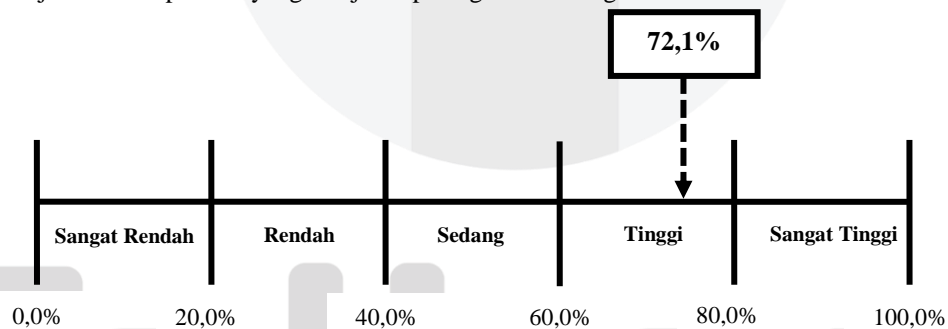 72,1%
Sangat Rendah Rendah Sedang Tinggi Sangat Tinggi
0,0% 20,0% 40,0% 60,0% 80,0% 100,0%